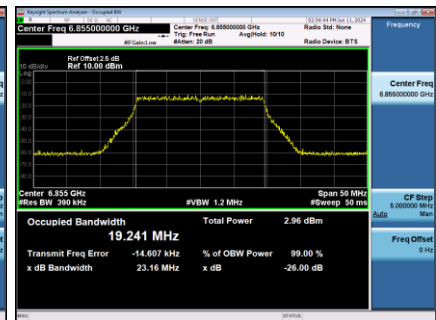 Keysight Spectrum Analyzer - Occupied BW
SENSE:INT
02:54:44 PM Jun 11, 2024
Center Freq 6.855000000 GHz
Center Freq: 6.855000000 GHz
Radio Std: None
Frequency
Trig: Free Run
Avg|Hold: 10/10
#IFGain:Low
#Atten: 20 dB
Radio Device: BTS
Ref Offset 2.5 dB
10 dB/div
Ref 10.00 dBm
Log
Center Freq
6.855000000 GHz
Center 6.855 GHz
Span 50 MHz
#Res BW 390 kHz
#VBW 1.2 MHz
#Sweep 50 ms
CF Step
5.000000 MHz
Auto Man
Occupied Bandwidth
Total Power
2.96 dBm
19.241 MHz
Freq Offset
0 Hz
Transmit Freq Error
-14.607 kHz
% of OBW Power
99.00 %
x dB Bandwidth
23.16 MHz
x dB
-26.00 dB
MSG
STATUS